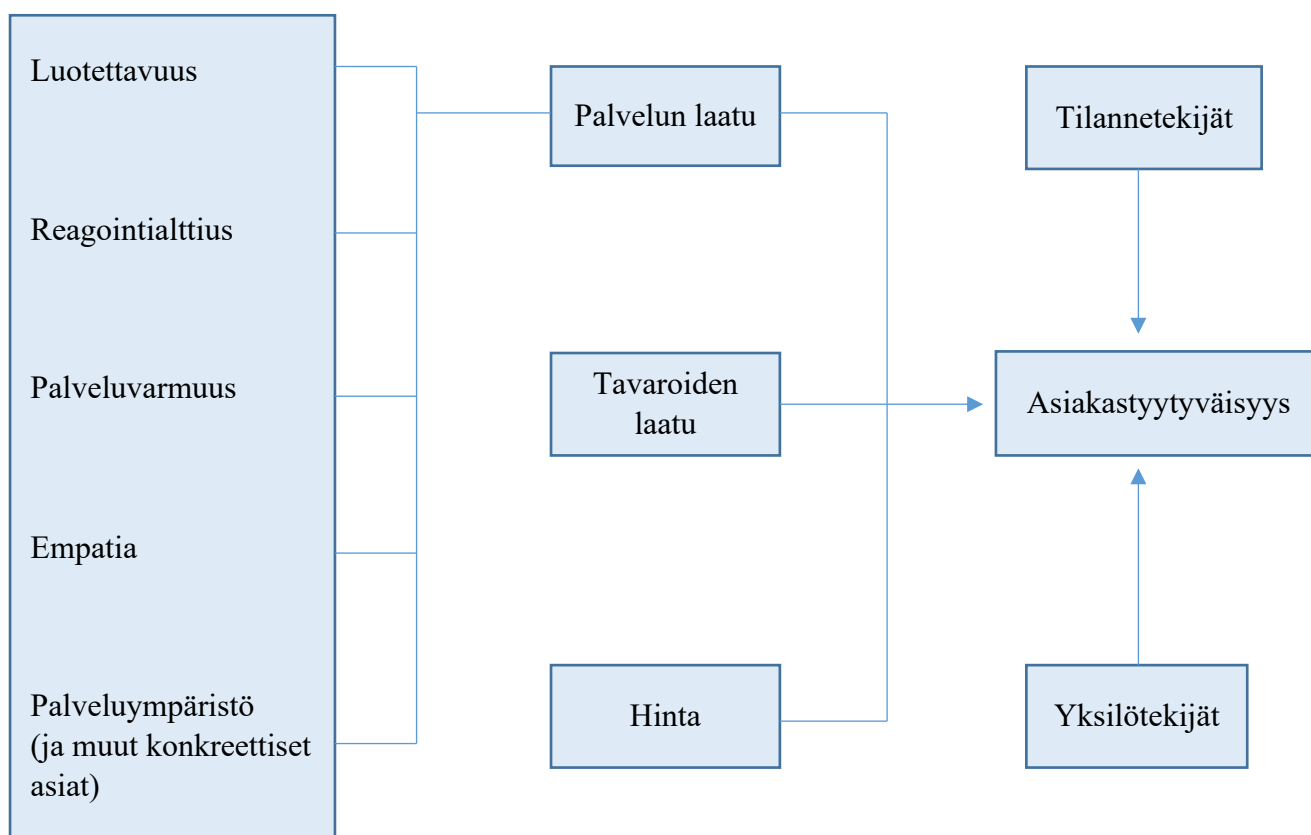 Luotettavuus
Reagointialttius
Palveluvarmuus
Empatia
Palveluympäristö
(ja muut konkreettiset
asiat)
Palvelun laatu
Tavaroiden
laatu
Hinta
Tilannetekijät
Asiakastyytyväisyys
Yksilötekijät